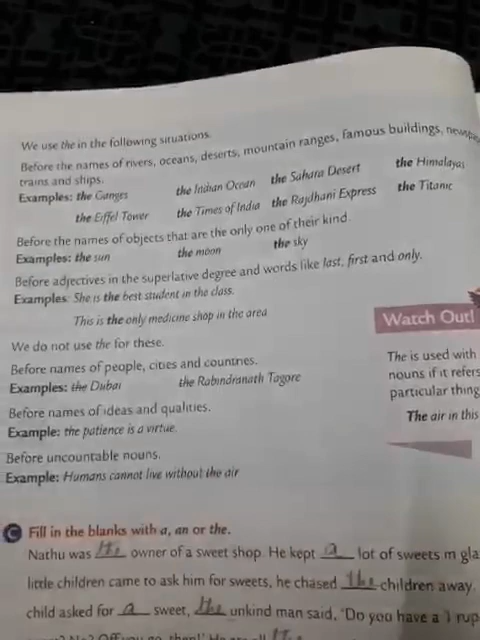 We use the in the following situations.
Before the names of rivers, oceans, deserts, mountain ranges, famous buildings,
trains and ships.
Examples: the Ganges the Indian Ocean the Sahara Desert the Himalayas
the Eiffel Tower the Times of India the Rajdhani Express the Titanic
Before the names of objects that are the only one of their kind.
Examples: the sun the moon the sky
Before adjectives in the superlative degree and words like last, first and only.
Examples: She is the best student in the class.
This is the only medicine shop in the area
We do not use the for these.
Before names of people, cities and countries.
Examples: the Dubai the Rabindranath Tagore
Before names of ideas and qualities.
Example: the patience is a virtue.
Before uncountable nouns.
Example: Humans cannot live without the air
Watch Out!
The is used with
nouns if it refers
particular thing
The air in this
C Fill in the blanks with a, an or the.
Nathu was the owner of a sweet shop. He kept a lot of sweets in gla
little children came to ask him for sweets, he chased the children away.
child asked for a sweet, the unkind man said, 'Do you have a 1 rup
No? Off you go, then!' He the